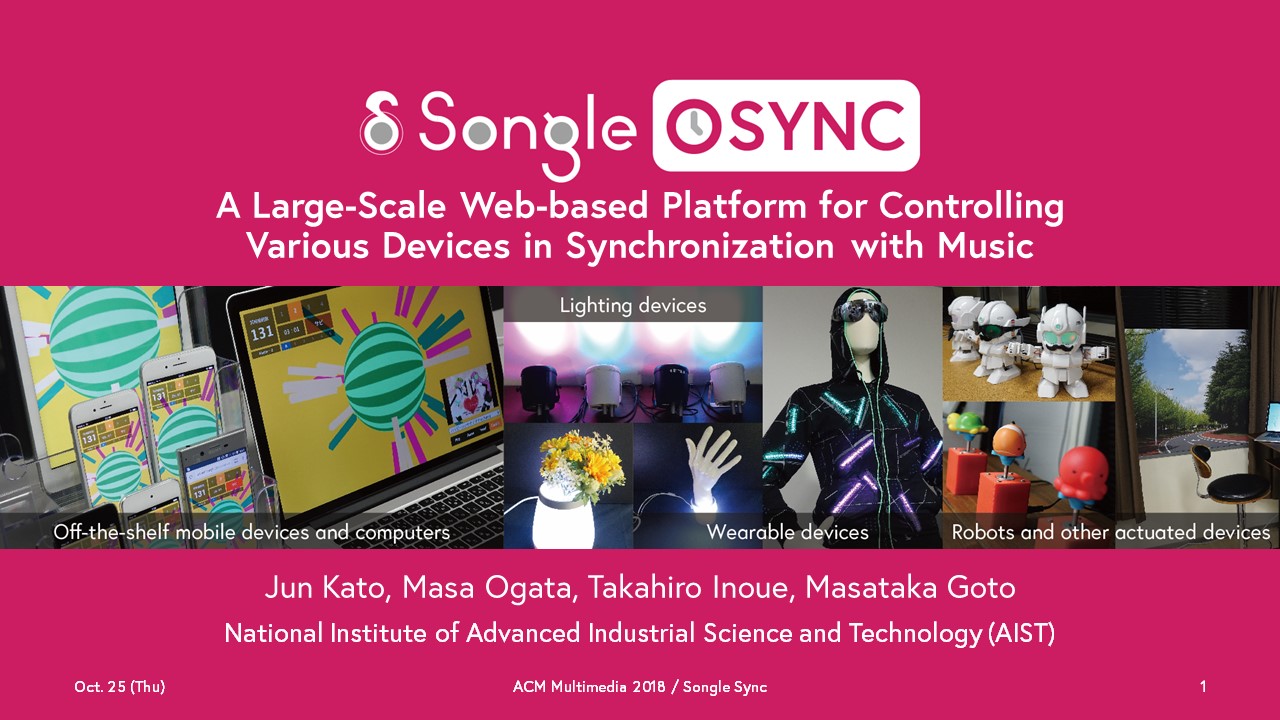 Songle SYNC
A Large-Scale Web-based Platform for Controlling
Various Devices in Synchronization with Music
Lighting devices
131
131
131
131
Off-the-shelf mobile devices and computers
Wearable devices
Robots and other actuated devices
Jun Kato, Masa Ogata, Takahiro Inoue, Masataka Goto
National Institute of Advanced Industrial Science and Technology (AIST)
Oct. 25 (Thu)
ACM Multimedia 2018 / Songle Sync
1